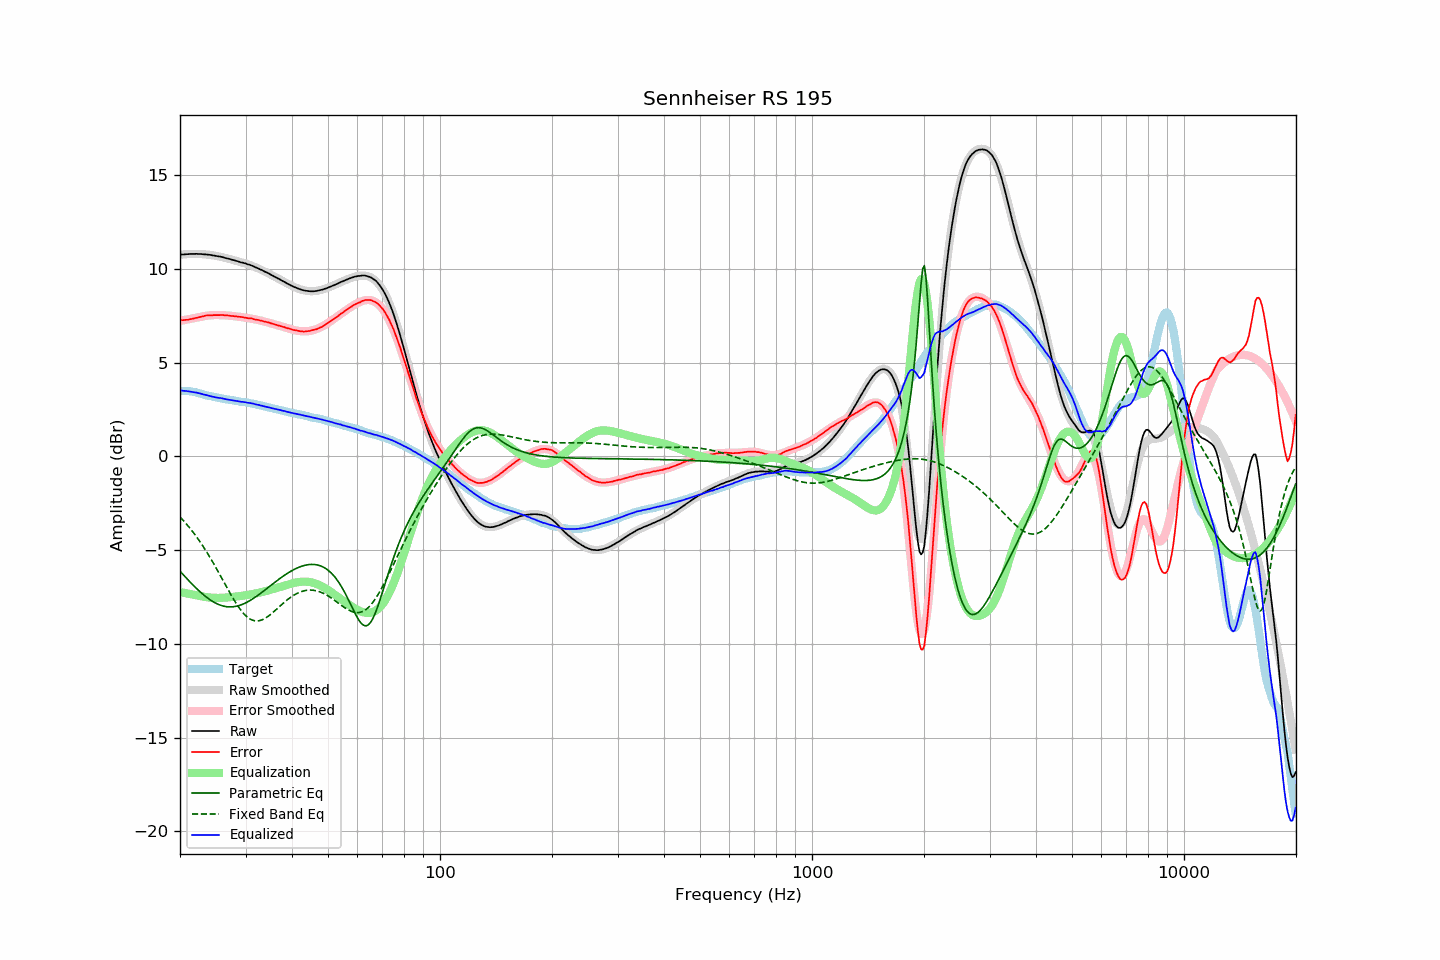 Sennheiser RS 195
Amplitude (dBr)
15
10
5
0
−5
−10
−15
−20
Target
Raw Smoothed
Error Smoothed
Raw
Error
Equalization
Parametric Eq
Fixed Band Eq
Equalized
100
1000
10000
Frequency (Hz)